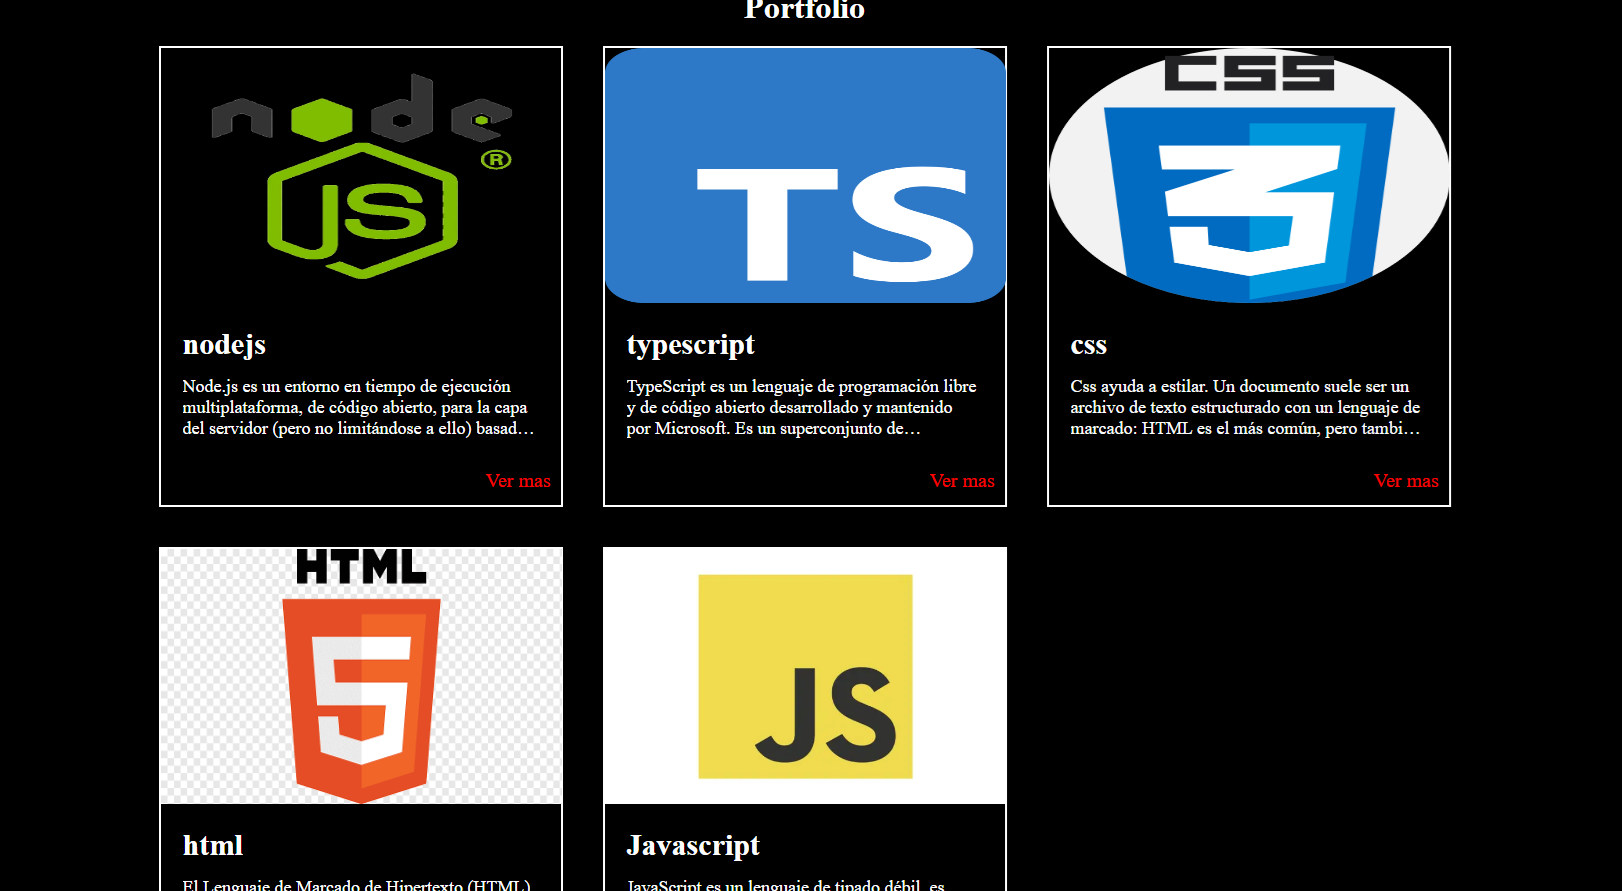 Portfolio
node
JS
®
nodejs
Node.js es un entorno en tiempo de ejecución
multiplataforma, de código abierto, para la capa
del servidor (pero no limitándose a ello) basad…
Ver mas
TS
typescript
TypeScript es un lenguaje de programación libre
y de código abierto desarrollado y mantenido
por Microsoft. Es un superconjunto de…
Ver mas
CSS
3
css
Css ayuda a estilar. Un documento suele ser un
archivo de texto estructurado con un lenguaje de
marcado: HTML es el más común, pero tambi…
Ver mas
HTML
5
html
El Lenguaje de Marcado de Hipertexto (HTML)
JS
Javascript
JavaScript es un lenguaje de tipado débil, es